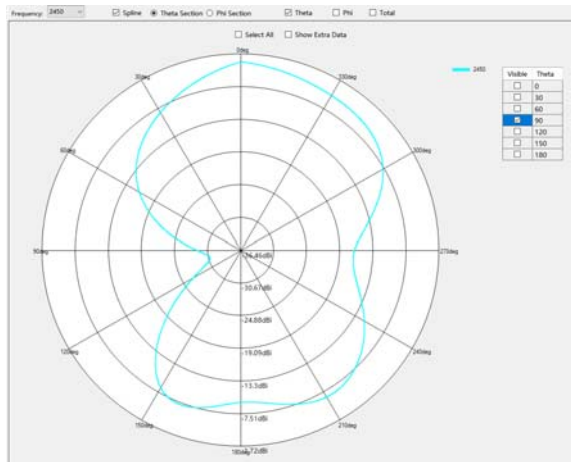 Frequency: 2450 Spline Theta Section Phi Section Theta Phi Total
Select All Show Extra Data
0deg
30deg 330deg
2450
Visible Theta
0
30
60
90
120
150
180
60deg 300deg
90deg 270deg
-36.46dBi
-30.67dBi
-24.88dBi
120deg 240deg
-19.09dBi
-13.3dBi
150deg 210deg
-7.51dBi
180deg